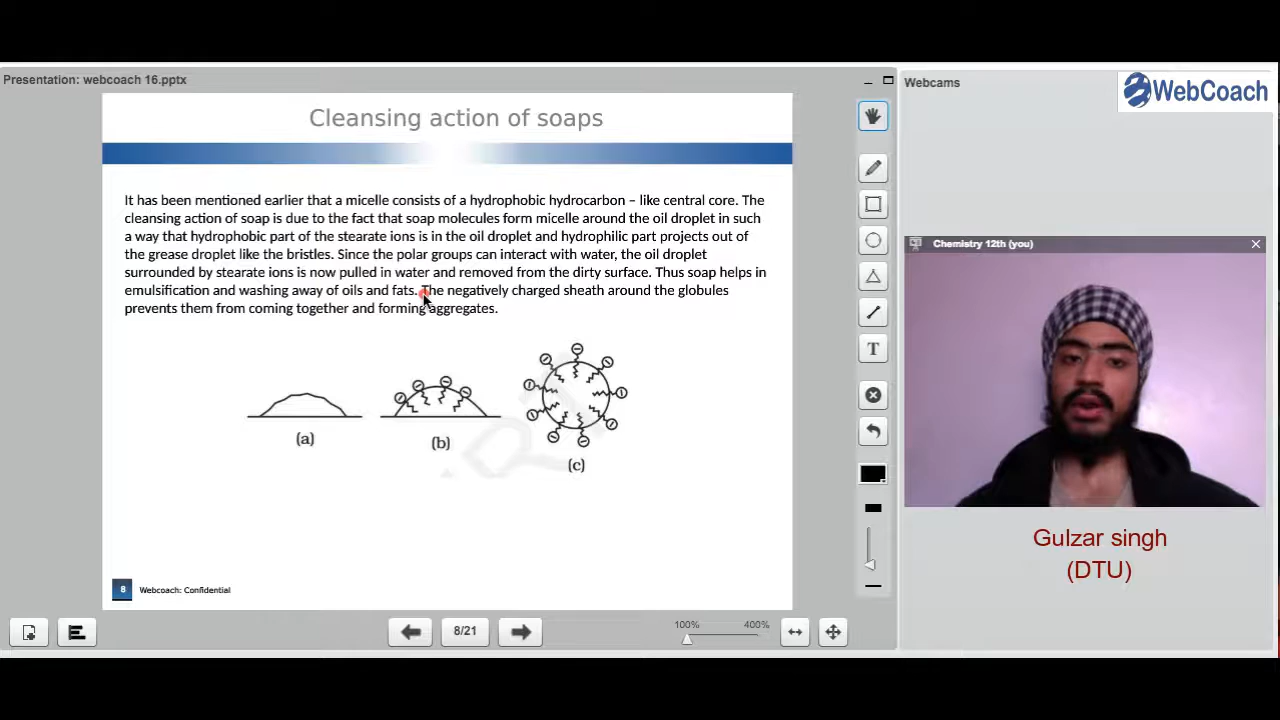 Presentation: webcoach 16.pptx
Webcams
WebCoach
Cleansing action of soaps
It has been mentioned earlier that a micelle consists of a hydrophobic hydrocarbon – like central core. The
cleansing action of soap is due to the fact that soap molecules form micelle around the oil droplet in such
a way that hydrophobic part of the stearate ions is in the oil droplet and hydrophilic part projects out of
the grease droplet like the bristles. Since the polar groups can interact with water, the oil droplet
surrounded by stearate ions is now pulled in water and removed from the dirty surface. Thus soap helps in
emulsification and washing away of oils and fats. The negatively charged sheath around the globules
prevents them from coming together and forming aggregates.
(a)
(b)
(c)
T
Chemistry 12th (you)
Gulzar singh
(DTU)
8
Webcoach: Confidential
8/21
100%
400%